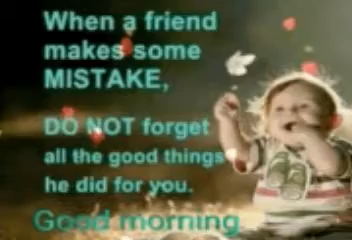 When a friend
makes some
MISTAKE,
DO NOT forget
all the good things
he did for you.
Good morning